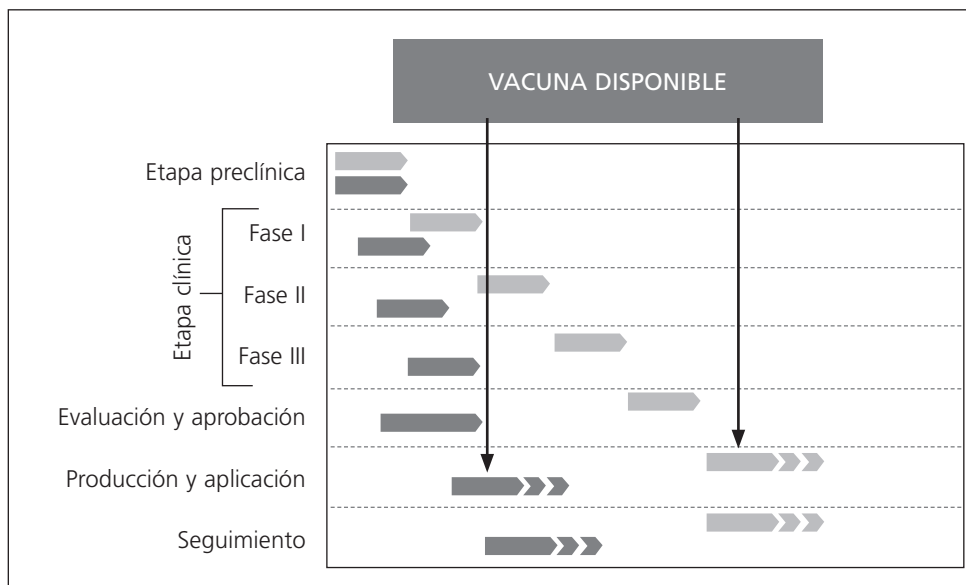 VACUNA DISPONIBLE
Etapa preclínica
Etapa clínica
Fase I
Fase II
Fase III
Evaluación y aprobación
Producción y aplicación
Seguimiento